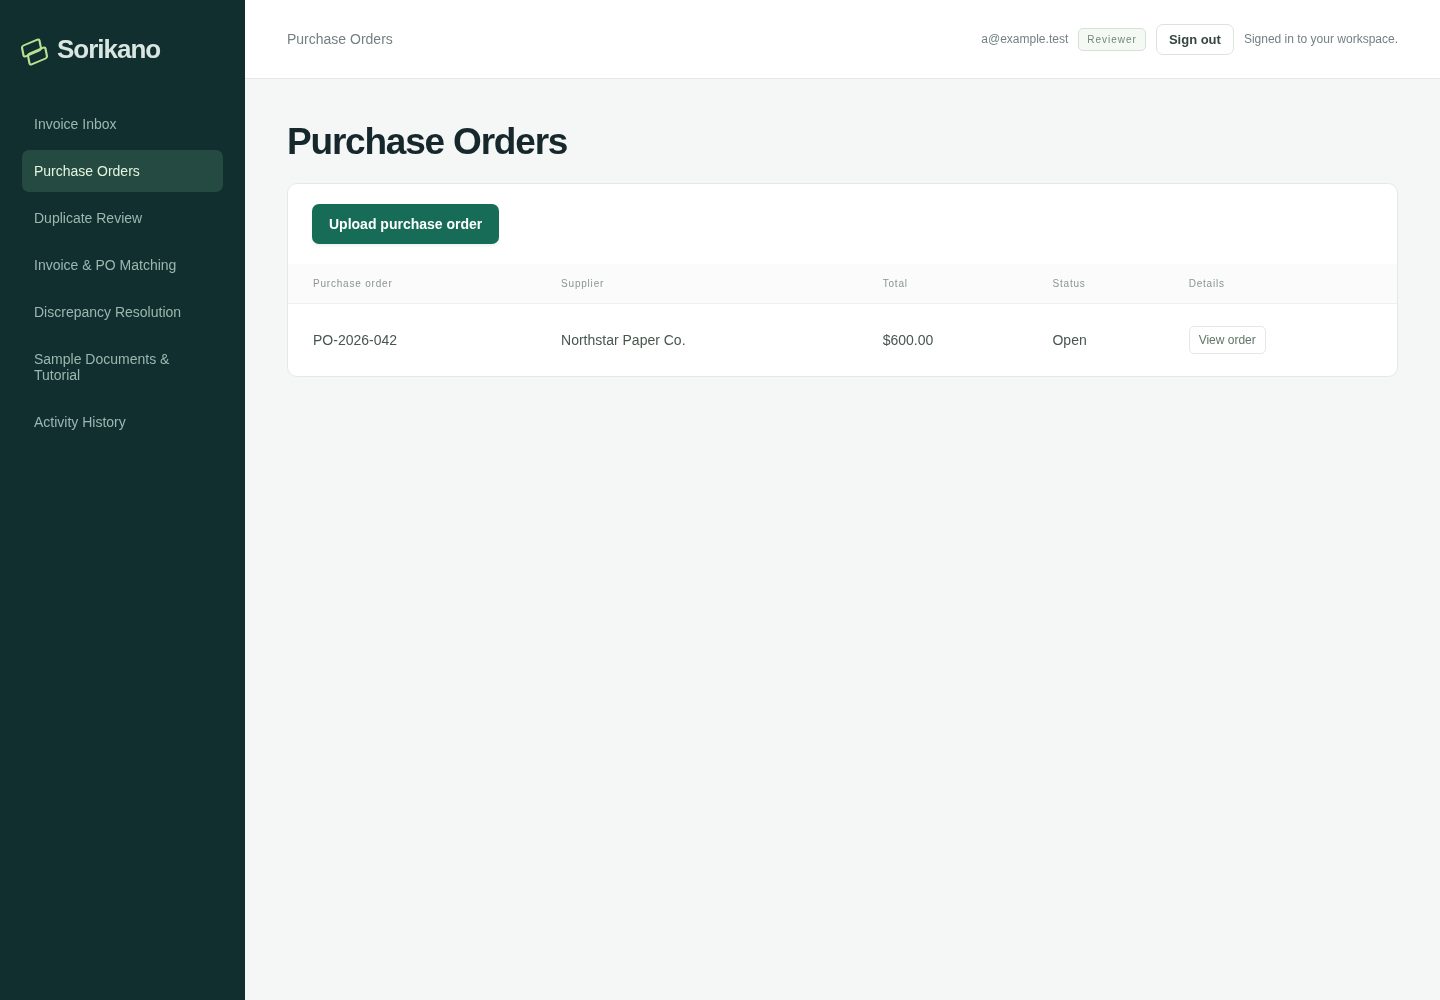 Sorikano
Invoice Inbox
Purchase Orders
Duplicate Review
Invoice & PO Matching
Discrepancy Resolution
Sample Documents &
Tutorial
Activity History
Purchase Orders
a@example.test
Reviewer
Sign out
Signed in to your workspace.
Purchase Orders
Upload purchase order
Purchase order Supplier Total Status Details
PO-2026-042 Northstar Paper Co. $600.00 Open View order